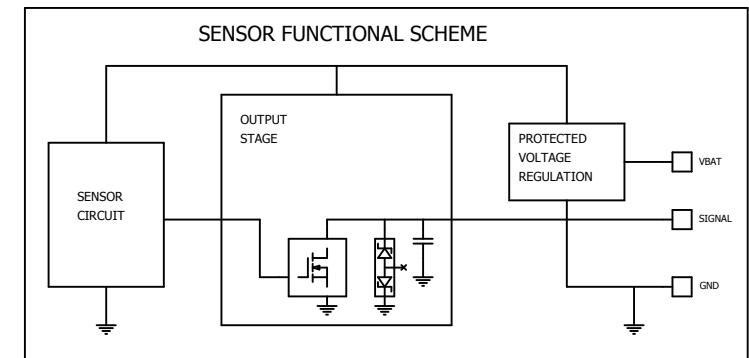 SENSOR FUNCTIONAL SCHEME
OUTPUT
STAGE
PROTECTED
VOLTAGE
REGULATION
VBAT
SENSOR
CIRCUIT
SIGNAL
GND